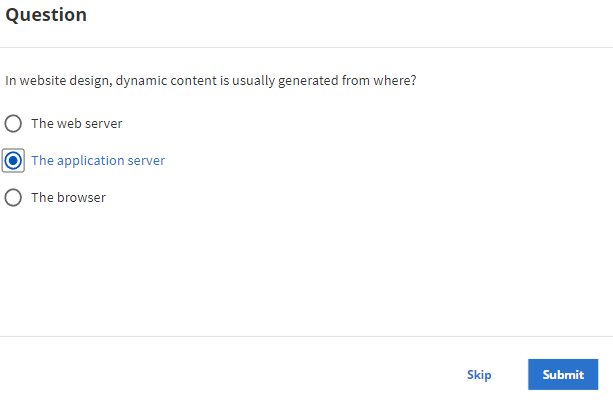 Question
In website design, dynamic content is usually generated from where?
The web server
The application server
The browser
Skip
Submit